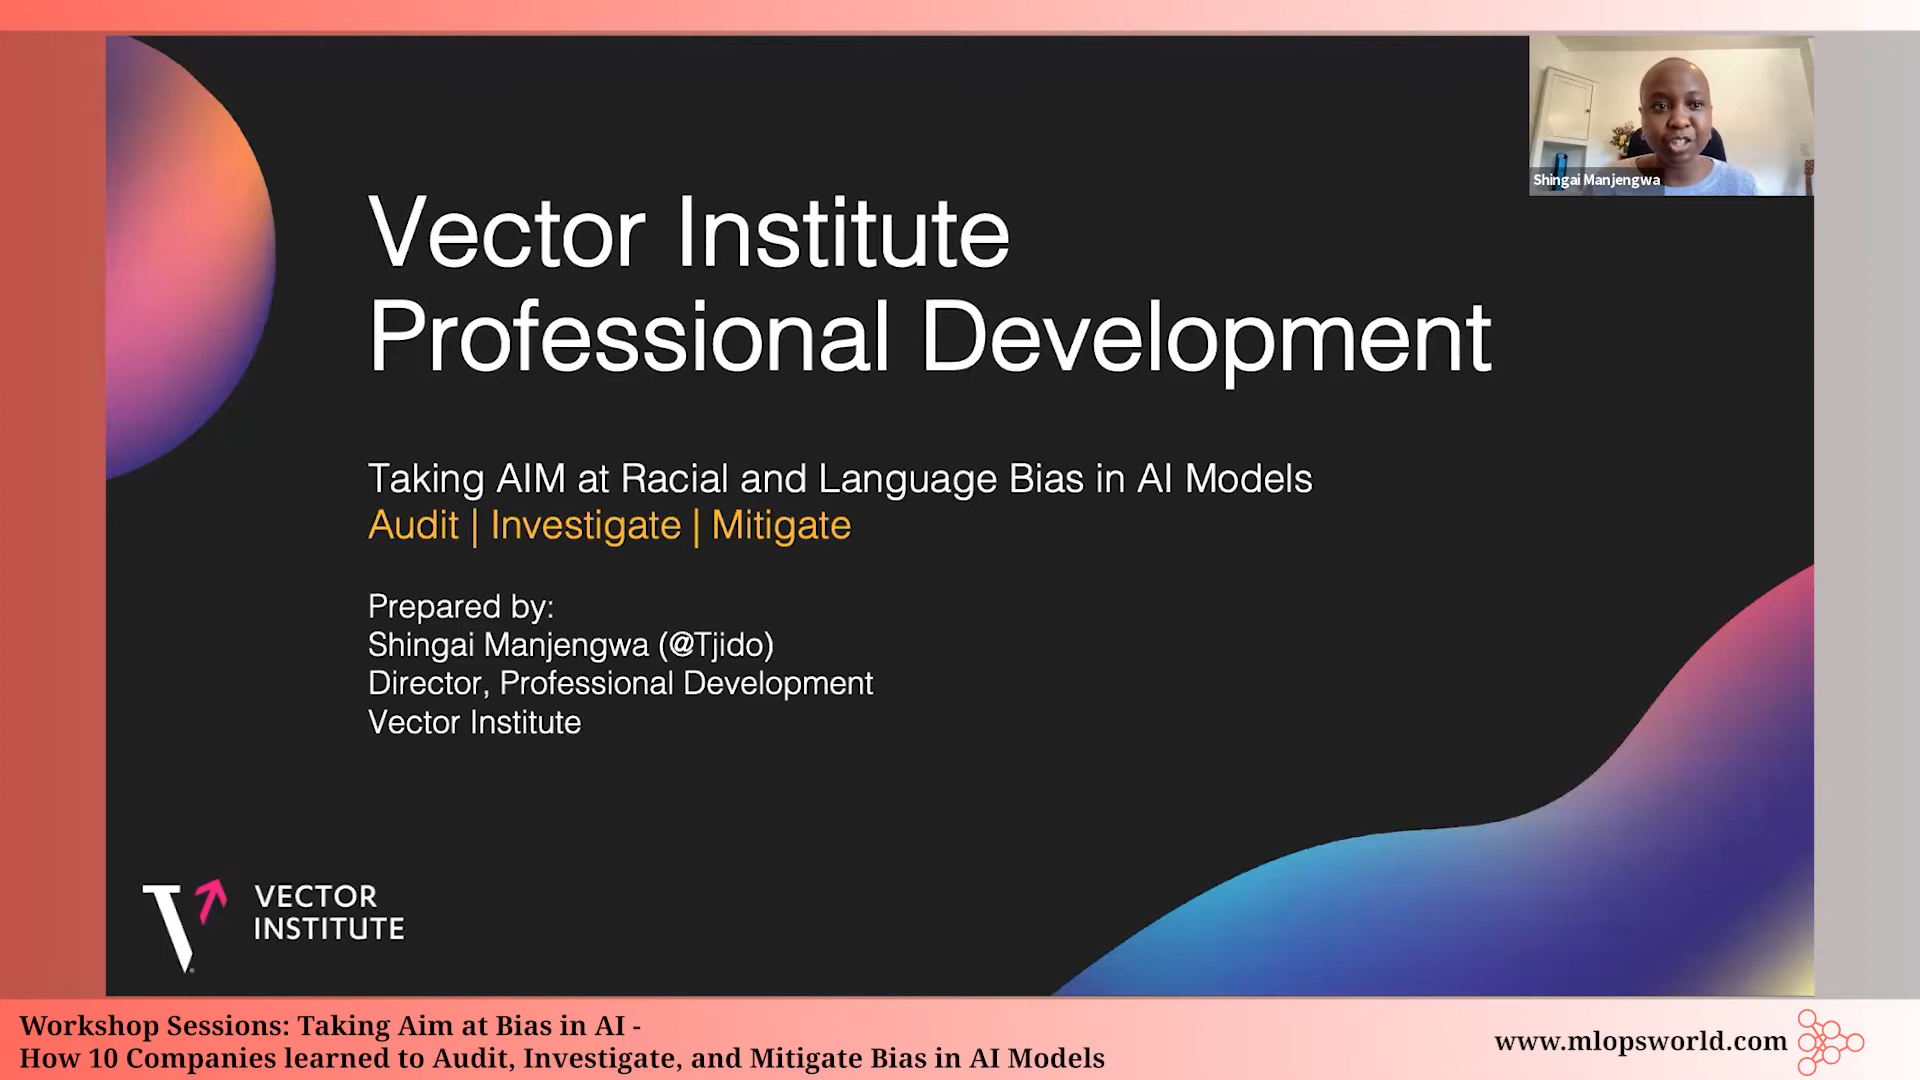 Shingai Manjengwa
Vector Institute
Professional Development
Taking AIM at Racial and Language Bias in AI Models
Audit | Investigate | Mitigate
Prepared by:
Shingai Manjengwa (@Tjido)
Director, Professional Development
Vector Institute
VECTOR
INSTITUTE
Workshop Sessions: Taking Aim at Bias in AI -
How 10 Companies learned to Audit, Investigate, and Mitigate Bias in AI Models
www.mlopsworld.com